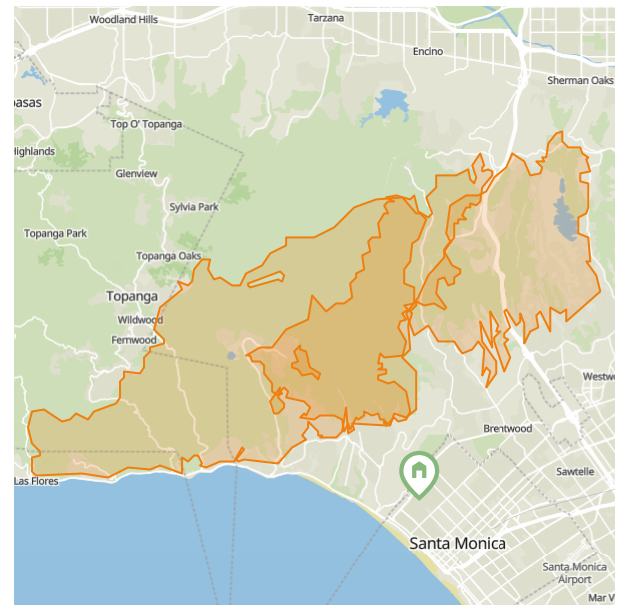 Woodland Hills
Tarzana
Encino
Sherman Oaks
basas
Top O' Topanga
Highlands
Glenview
Sylvia Park
Topanga Park
Topanga Oaks
Topanga
Wildwood
Fernwood
Westwo
Brentwood
Las Flores
Sawtelle
Santa Monica
Santa Monica
Airport
Mar V